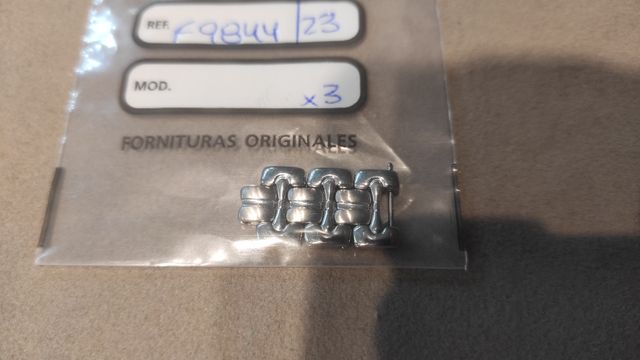 REF. F9844/23
MOD. x3
FORNITURAS ORIGINALES